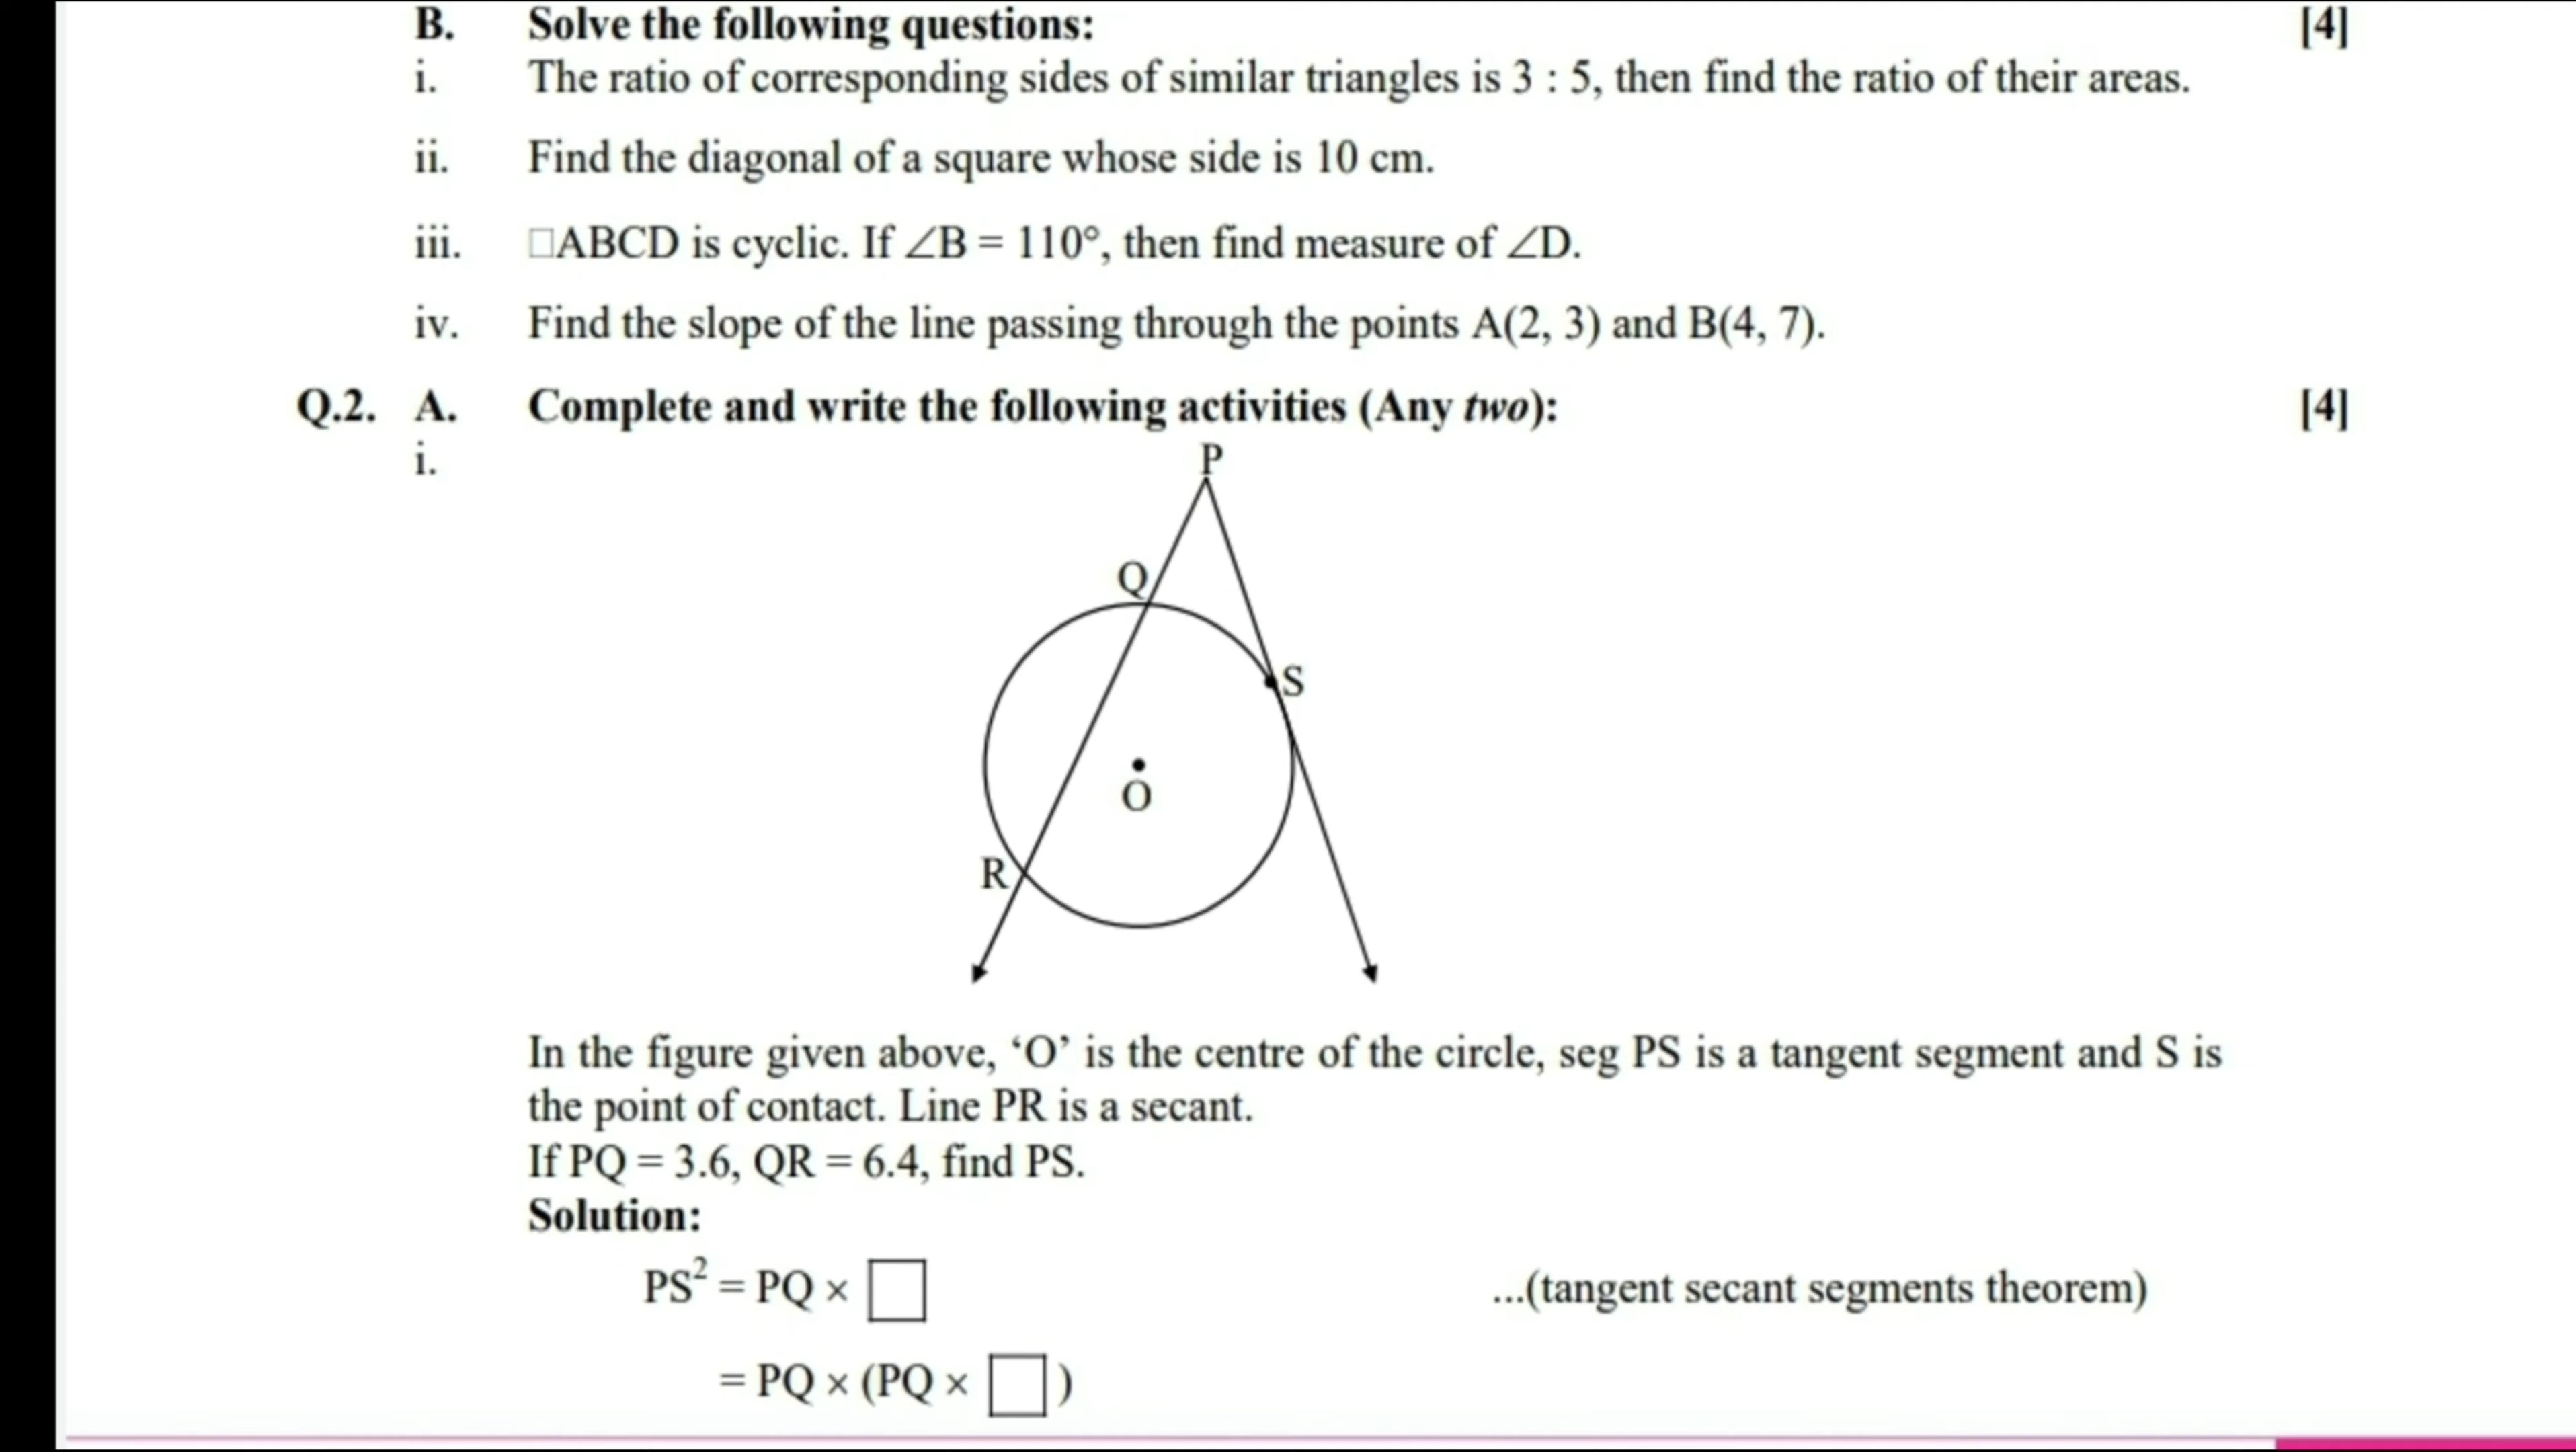 B. Solve the following questions: [4]
i. The ratio of corresponding sides of similar triangles is 3 : 5, then find the ratio of their areas.
ii. Find the diagonal of a square whose side is 10 cm.
iii. □ABCD is cyclic. If ∠B = 110°, then find measure of ∠D.
iv. Find the slope of the line passing through the points A(2, 3) and B(4, 7).
Q.2. A. Complete and write the following activities (Any two): [4]
i.
P
Q
S
O
R
In the figure given above, ‘O’ is the centre of the circle, seg PS is a tangent segment and S is
the point of contact. Line PR is a secant.
If PQ = 3.6, QR = 6.4, find PS.
Solution:
PS² = PQ × □ ...(tangent secant segments theorem)
= PQ × (PQ × □)